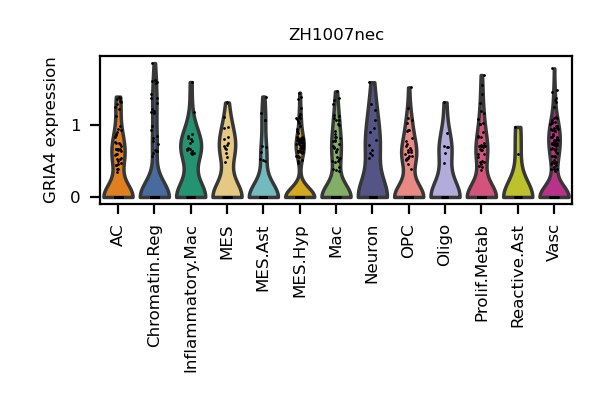 ZH1007nec
GRIA4 expression
1
0
AC
Chromatin.Reg
Inflammatory.Mac
MES
MES.Ast
MES.Hyp
Mac
Neuron
OPC
Oligo
Prolif.Metab
Reactive.Ast
Vasc